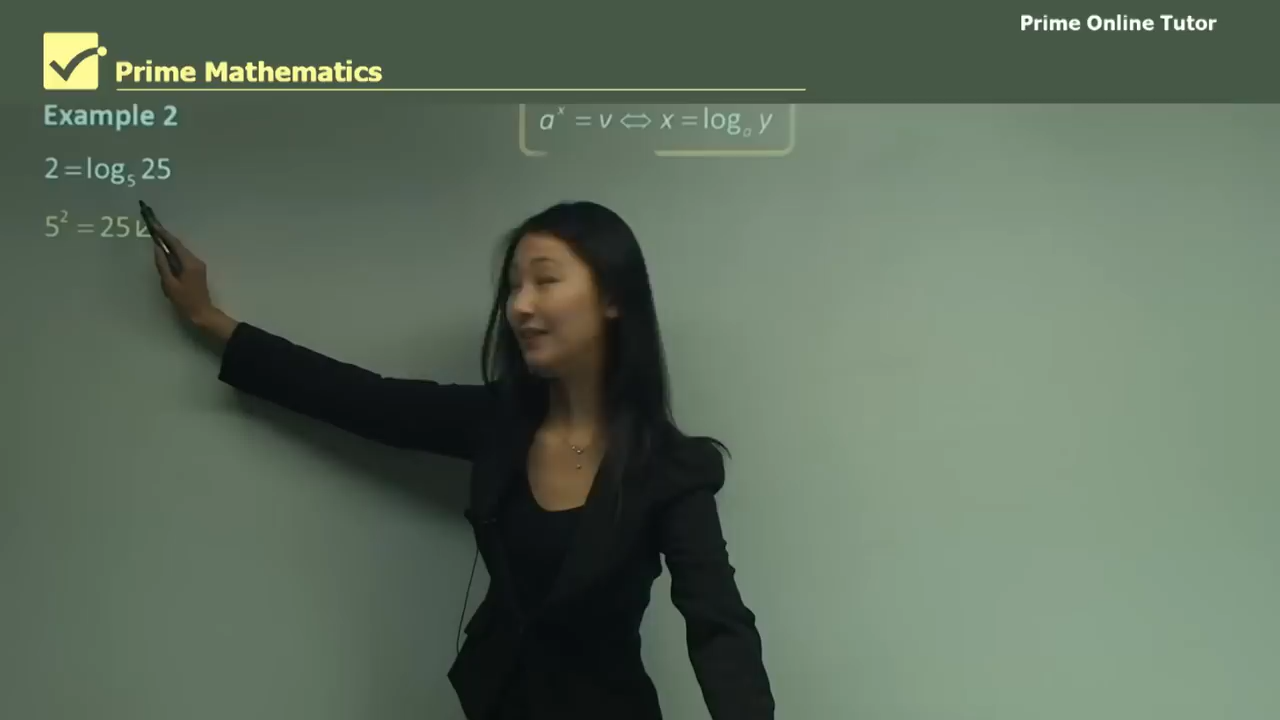 Prime Online Tutor
Prime Mathematics
Example 2
aˣ = v ⇔ x = logₐ y
2 = log₅ 25
5² = 25